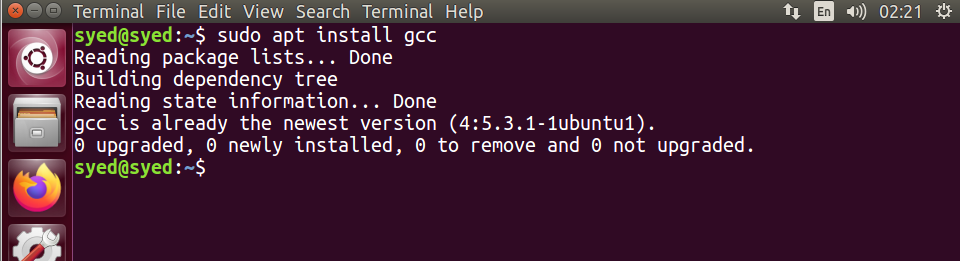 Terminal Terminal File Edit View Search Terminal Help En 02:21
syed@syed:~$ sudo apt install gcc
Reading package lists... Done
Building dependency tree
Reading state information... Done
gcc is already the newest version (4:5.3.1-1ubuntu1).
0 upgraded, 0 newly installed, 0 to remove and 0 not upgraded.
syed@syed:~$